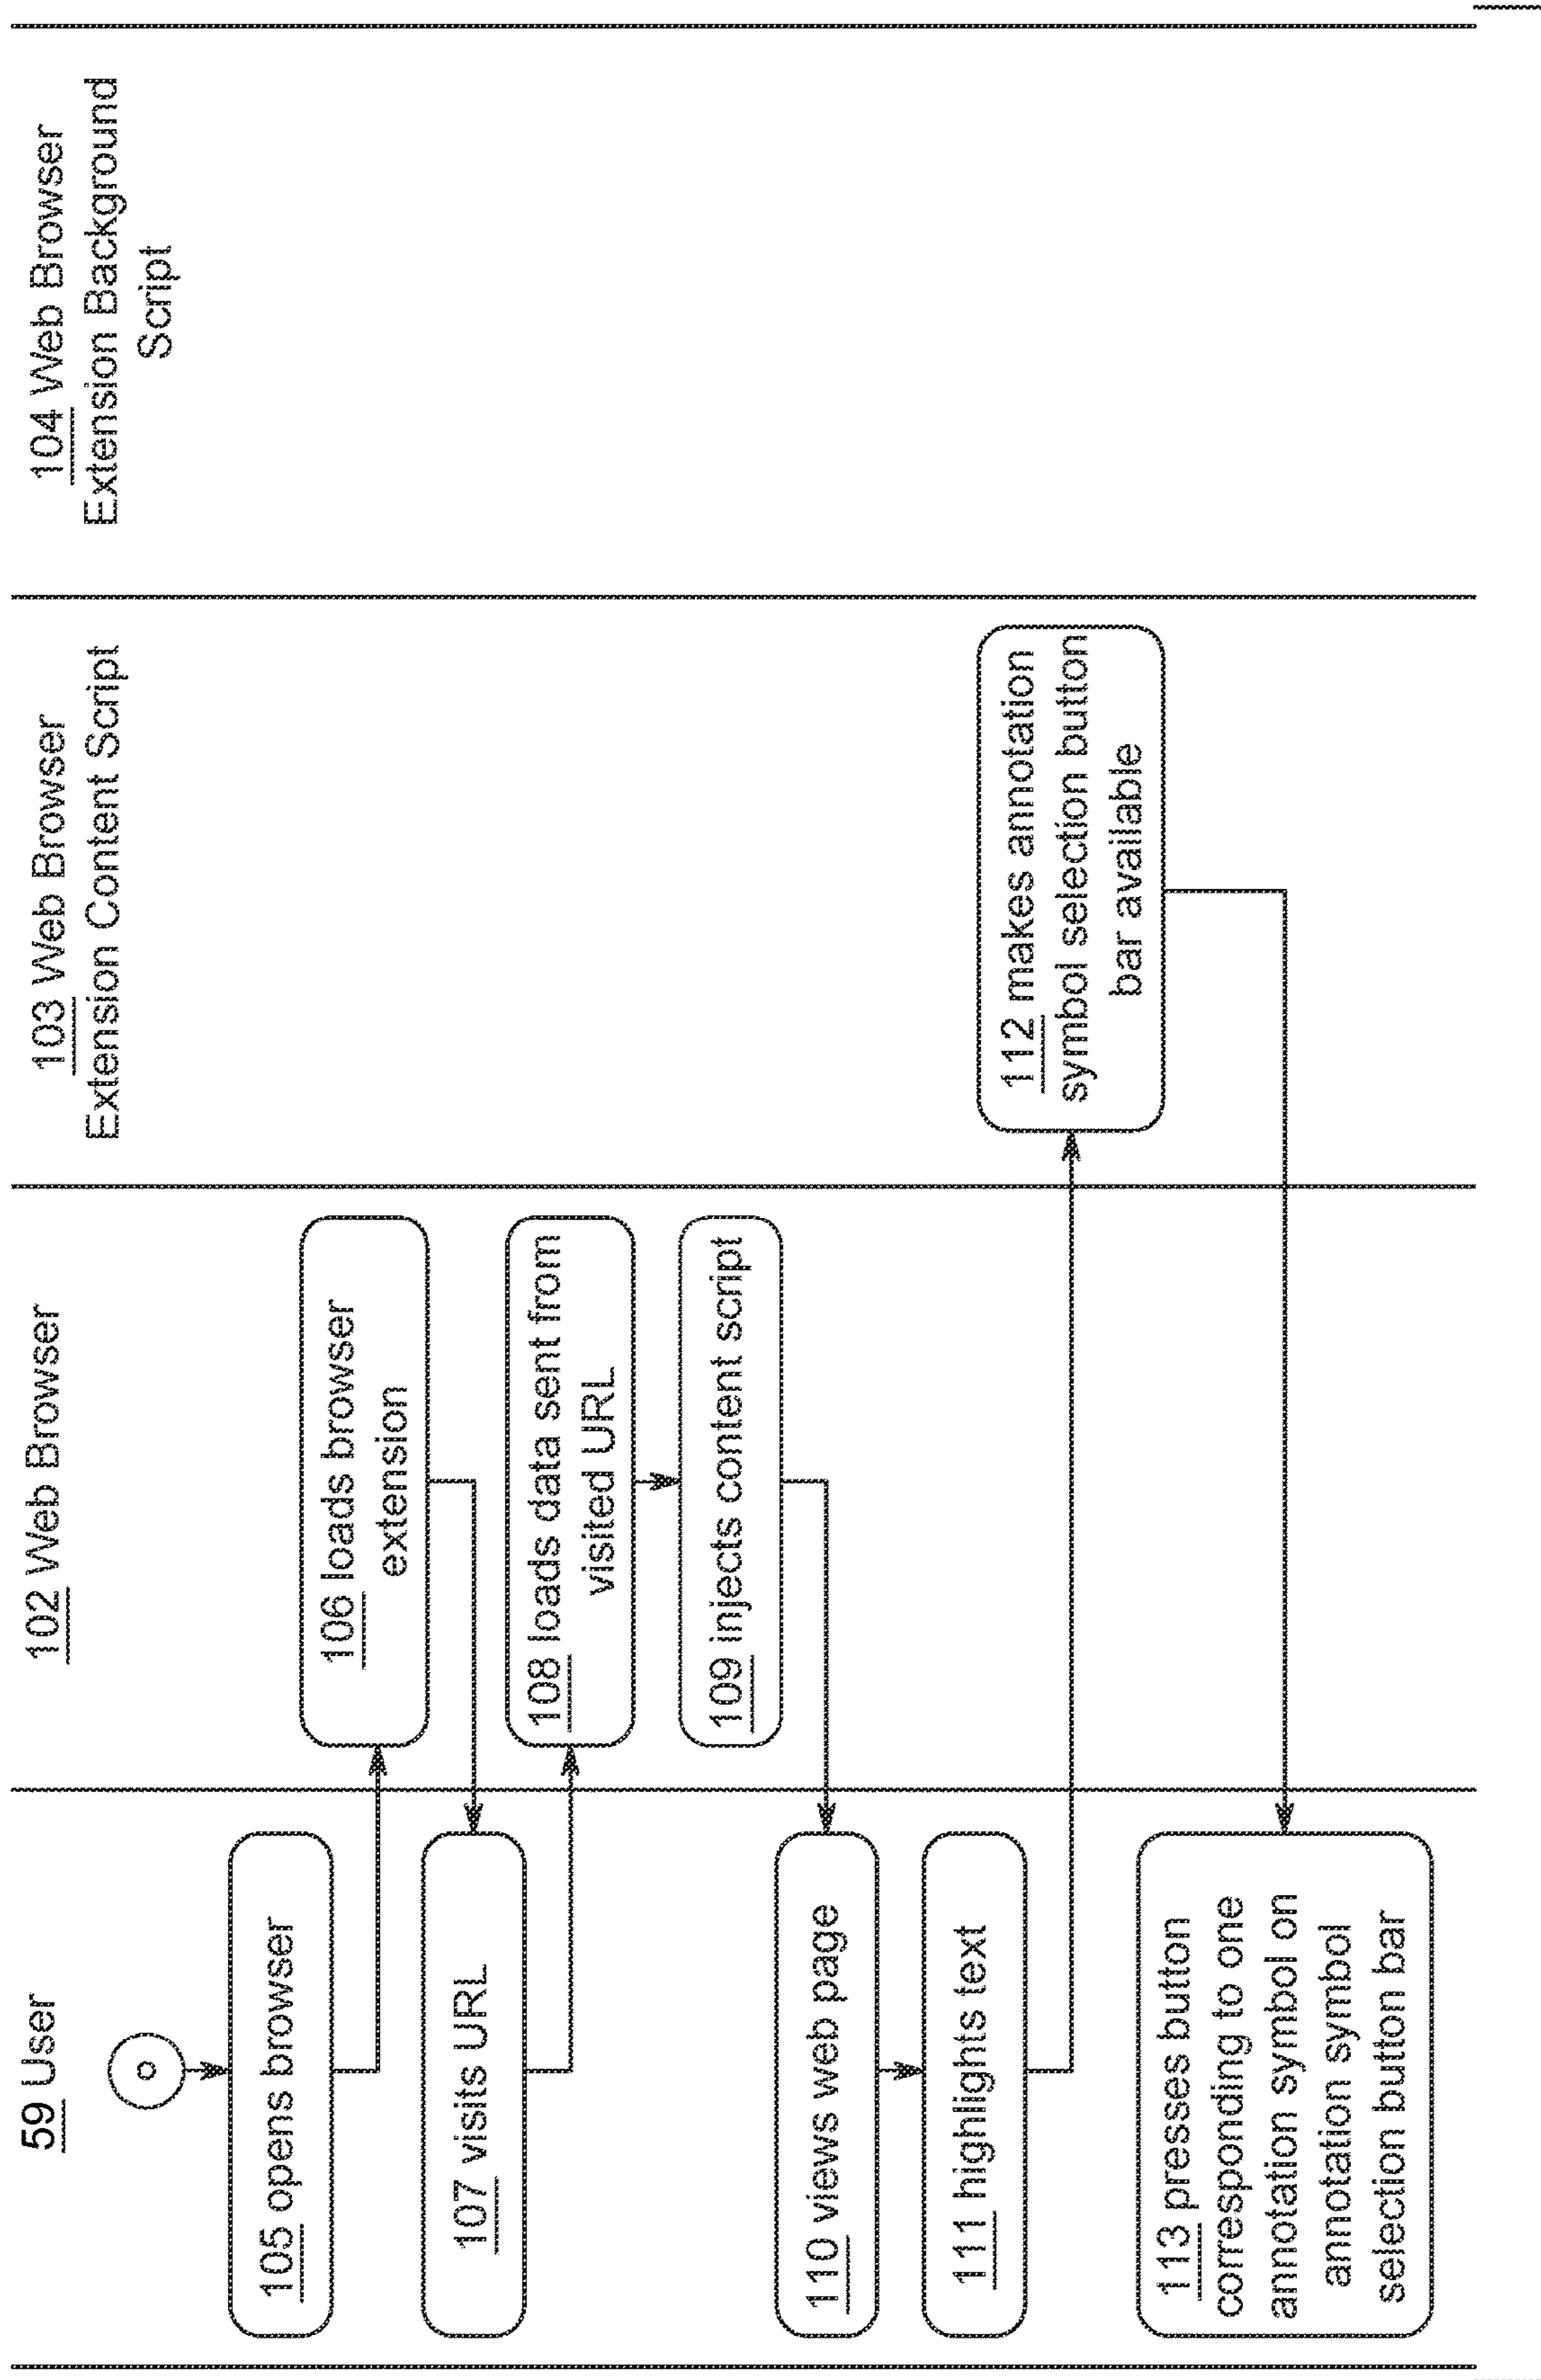 59 User
102 Web Browser
103 Web Browser
Extension Content Script
104 Web Browser
Extension Background
Script
105 opens browser
106 loads browser
extension
107 visits URL
108 loads data sent from
visited URL
109 injects content script
110 views web page
111 highlights text
112 makes annotation
symbol selection button
bar available
113 presses button
corresponding to one
annotation symbol on
annotation symbol
selection button bar